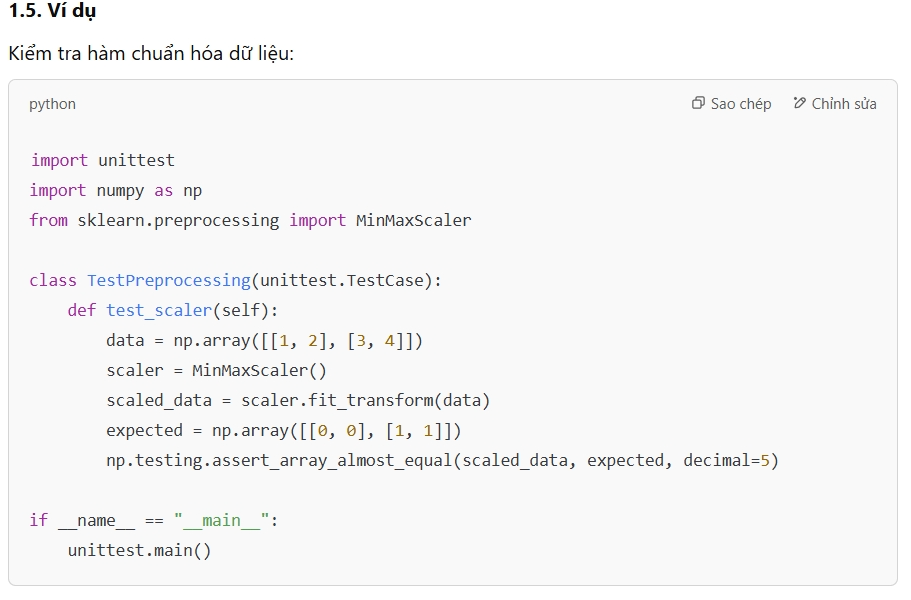 1.5. Ví dụ
Kiểm tra hàm chuẩn hóa dữ liệu:
python
Sao chép
Chỉnh sửa
import unittest
import numpy as np
from sklearn.preprocessing import MinMaxScaler
class TestPreprocessing(unittest.TestCase):
    def test_scaler(self):
        data = np.array([[1, 2], [3, 4]])
        scaler = MinMaxScaler()
        scaled_data = scaler.fit_transform(data)
        expected = np.array([[0, 0], [1, 1]])
        np.testing.assert_array_almost_equal(scaled_data, expected, decimal=5)
if __name__ == "__main__":
    unittest.main()